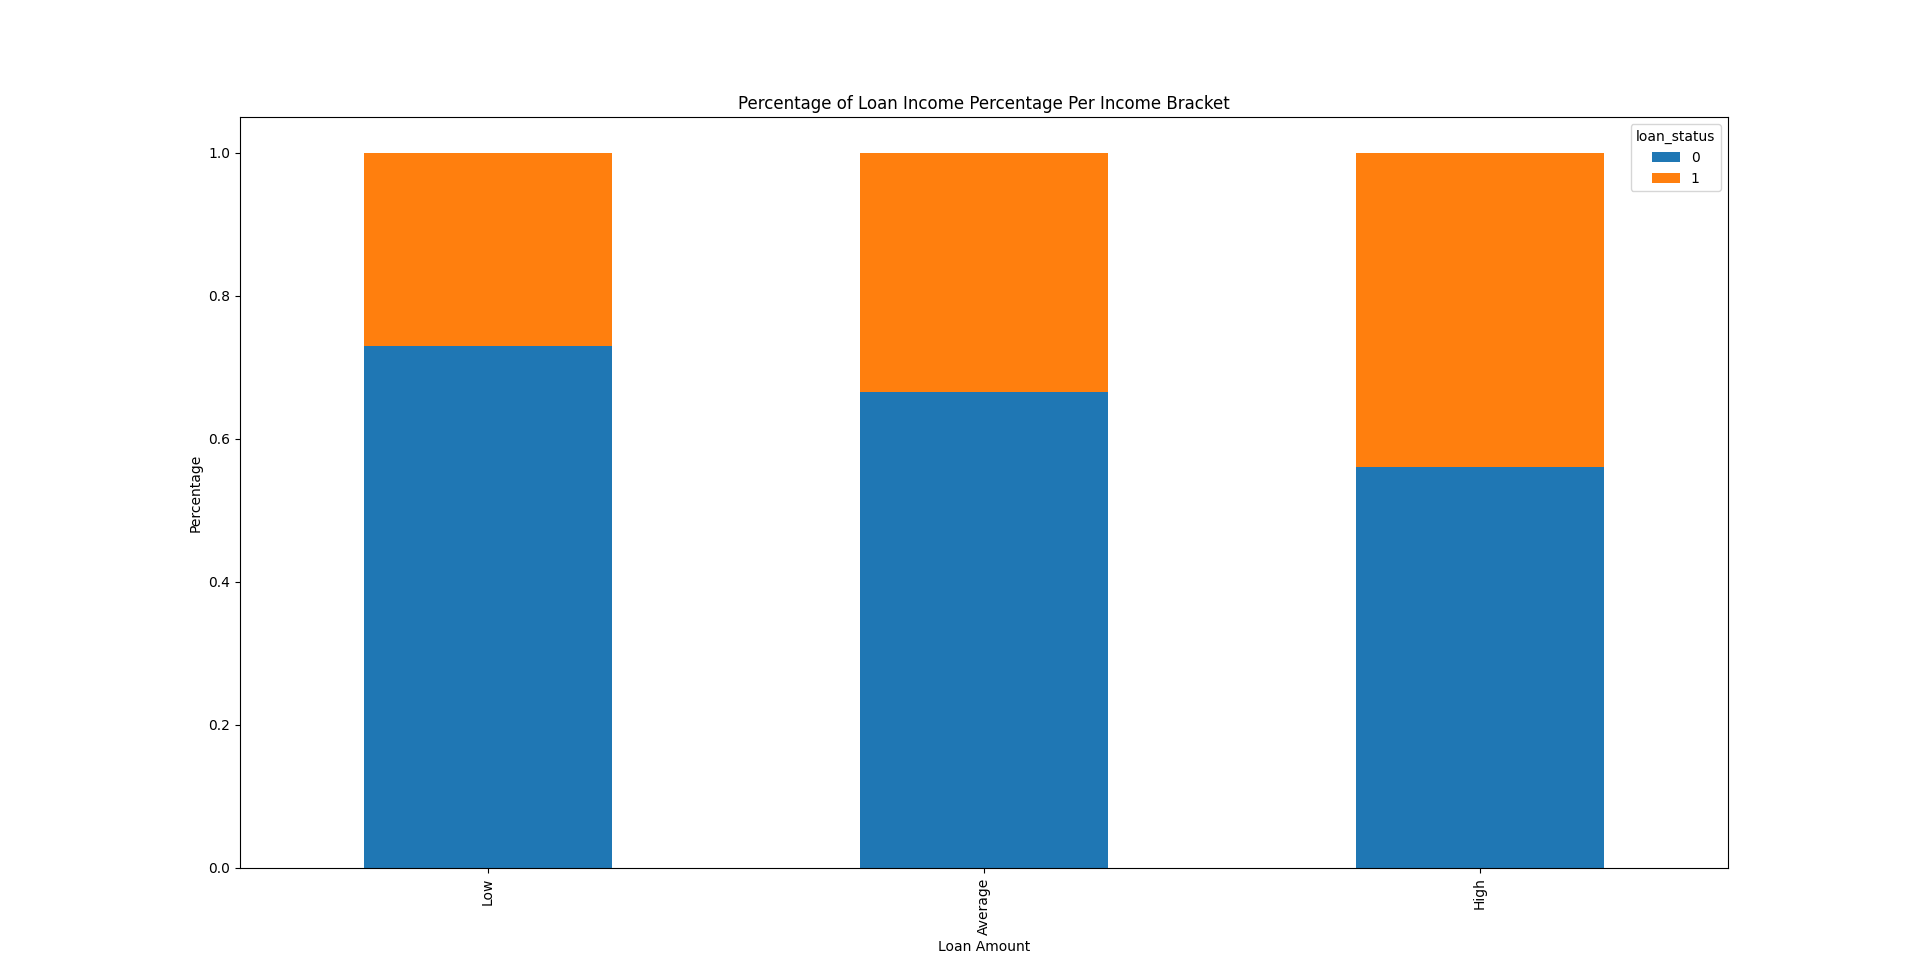 Percentage of Loan Income Percentage Per Income Bracket
loan_status
0
1
1.0
0.8
0.6
0.4
0.2
0.0
Percentage
Low
Average
High
Loan Amount